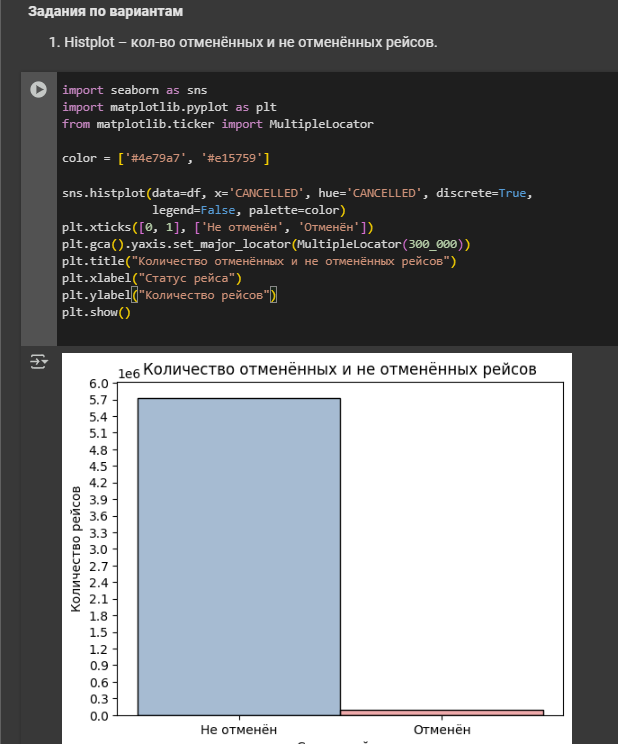 Задания по вариантам
1. Histplot – кол-во отменённых и не отменённых рейсов.
import seaborn as sns
import matplotlib.pyplot as plt
from matplotlib.ticker import MultipleLocator
color = ['#4e79a7', '#e15759']
sns.histplot(data=df, x='CANCELLED', hue='CANCELLED', discrete=True,
legend=False, palette=color)
plt.xticks([0, 1], ['Не отменён', 'Отменён'])
plt.gca().yaxis.set_major_locator(MultipleLocator(300_000))
plt.title("Количество отменённых и не отменённых рейсов")
plt.xlabel("Статус рейса")
plt.ylabel("Количество рейсов")
plt.show()
1e6
Количество отменённых и не отменённых рейсов
6.0
5.7
5.4
5.1
4.8
4.5
4.2
3.9
3.6
3.3
3.0
2.7
2.4
2.1
1.8
1.5
1.2
0.9
0.6
0.3
0.0
Количество рейсов
Не отменён
Отменён